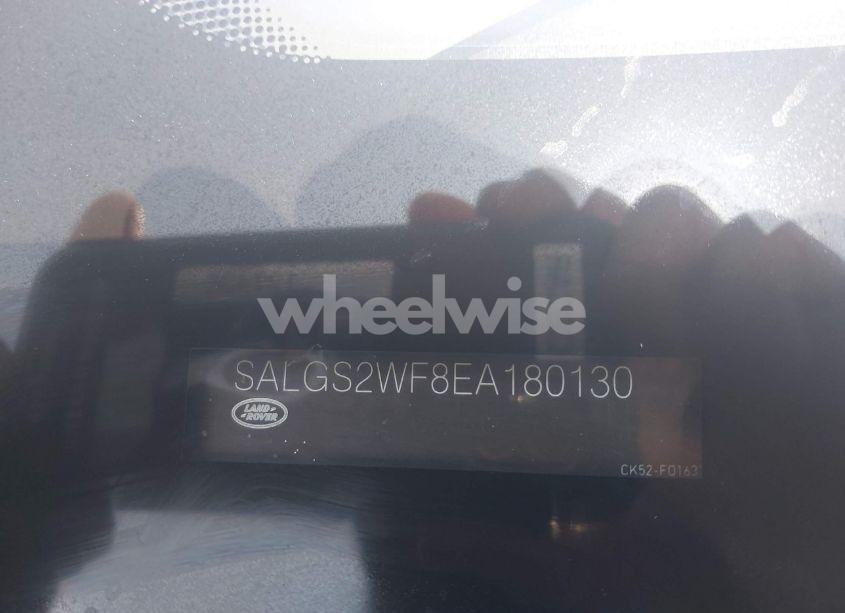 wheelwise
SALGS2WF8EA180130
LAND-
-ROVER
CK52-F0163